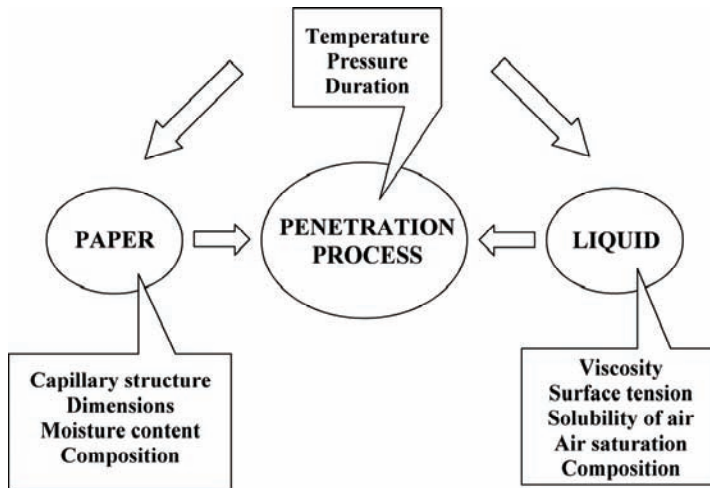 Temperature
Pressure
Duration
PAPER
PENETRATION
PROCESS
LIQUID
Capillary structure
Dimensions
Moisture content
Composition
Viscosity
Surface tension
Solubility of air
Air saturation
Composition